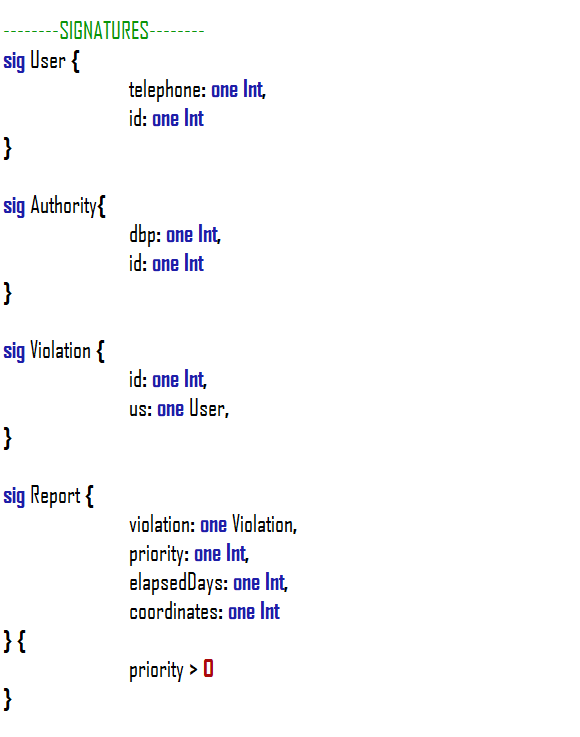 --------SIGNATURES--------
sig User {
telephone: one Int,
id: one Int
}
sig Authority{
dbp: one Int,
id: one Int
}
sig Violation {
id: one Int,
us: one User,
}
sig Report {
violation: one Violation,
priority: one Int,
elapsedDays: one Int,
coordinates: one Int
} {
priority > 0
}